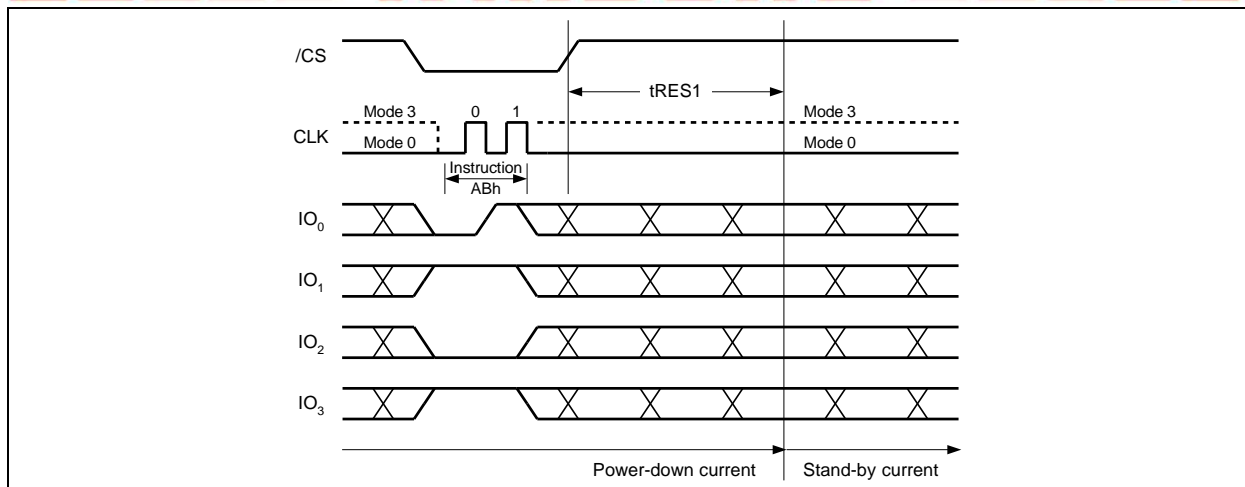 /CS
tRES1
Mode 3 0 1 Mode 3
CLK
Mode 0 Mode 0
Instruction
ABh
IO0
IO1
IO2
IO3
Power-down current Stand-by current